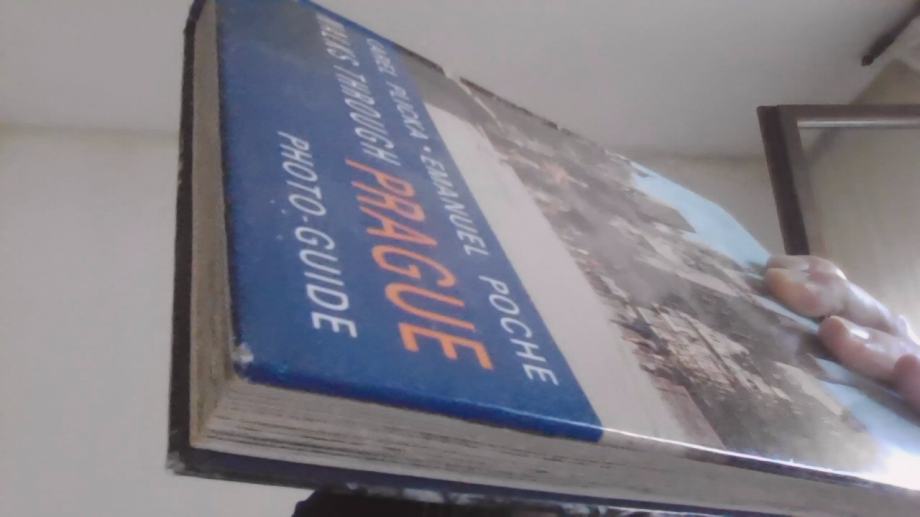 KAREL PLICKA • EMANUEL POCHE
WALKS THROUGH PRAGUE
PHOTO-GUIDE